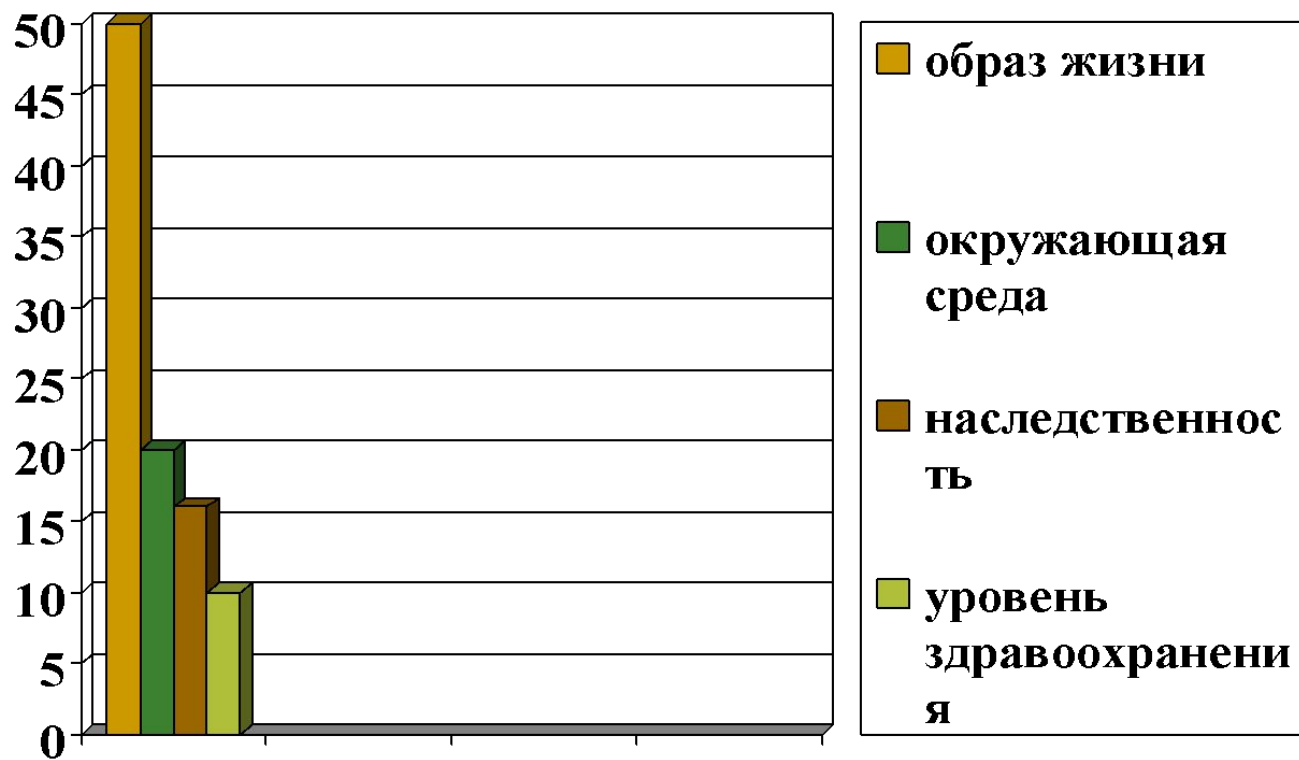 50
45
40
35
30
25
20
15
10
5
0
образ жизни
окружающая
среда
наследственнос
ть
уровень
здравоохранени
я